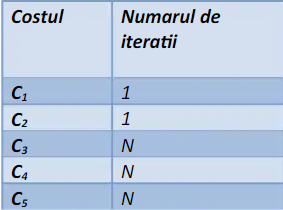 Costul Numarul de
iteratii
C₁ 1
C₂ 1
C₃ N
C₄ N
C₅ N